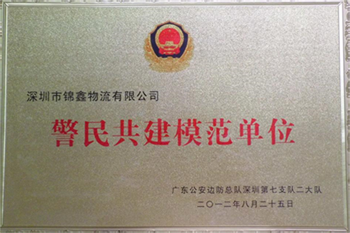 深圳市锦鑫物流有限公司
警民共建模范单位
广东公安边防总队深圳第七支队二大队
二〇一二年八月二十五日